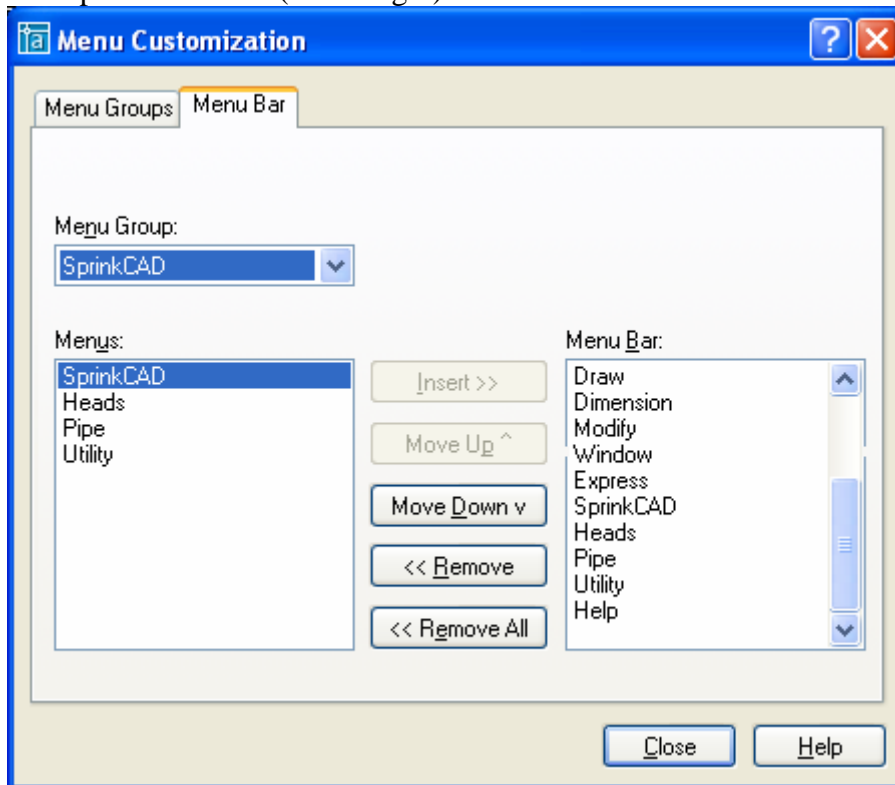 Menu Customization
Menu Groups
Menu Bar
Menu Group:
SprinkCAD
Menus:
SprinkCAD
Heads
Pipe
Utility
Insert >>
Move Up ^
Move Down v
<< Remove
<< Remove All
Menu Bar:
Draw
Dimension
Modify
Window
Express
SprinkCAD
Heads
Pipe
Utility
Help
Close
Help